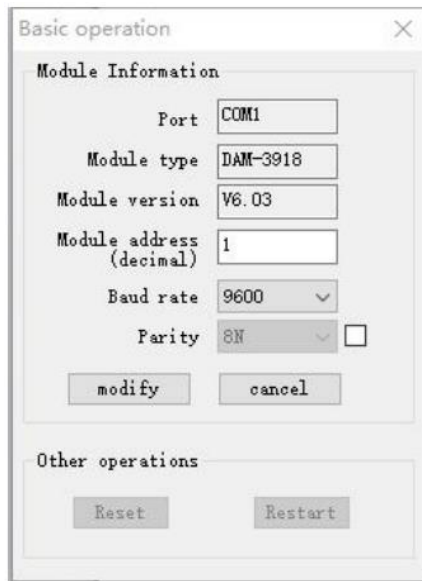 Basic operation
Module Information
Port COM1
Module type DAM-3918
Module version V6.03
Module address (decimal) 1
Baud rate 9600
Parity 8N
modify cancel
Other operations
Reset Restart